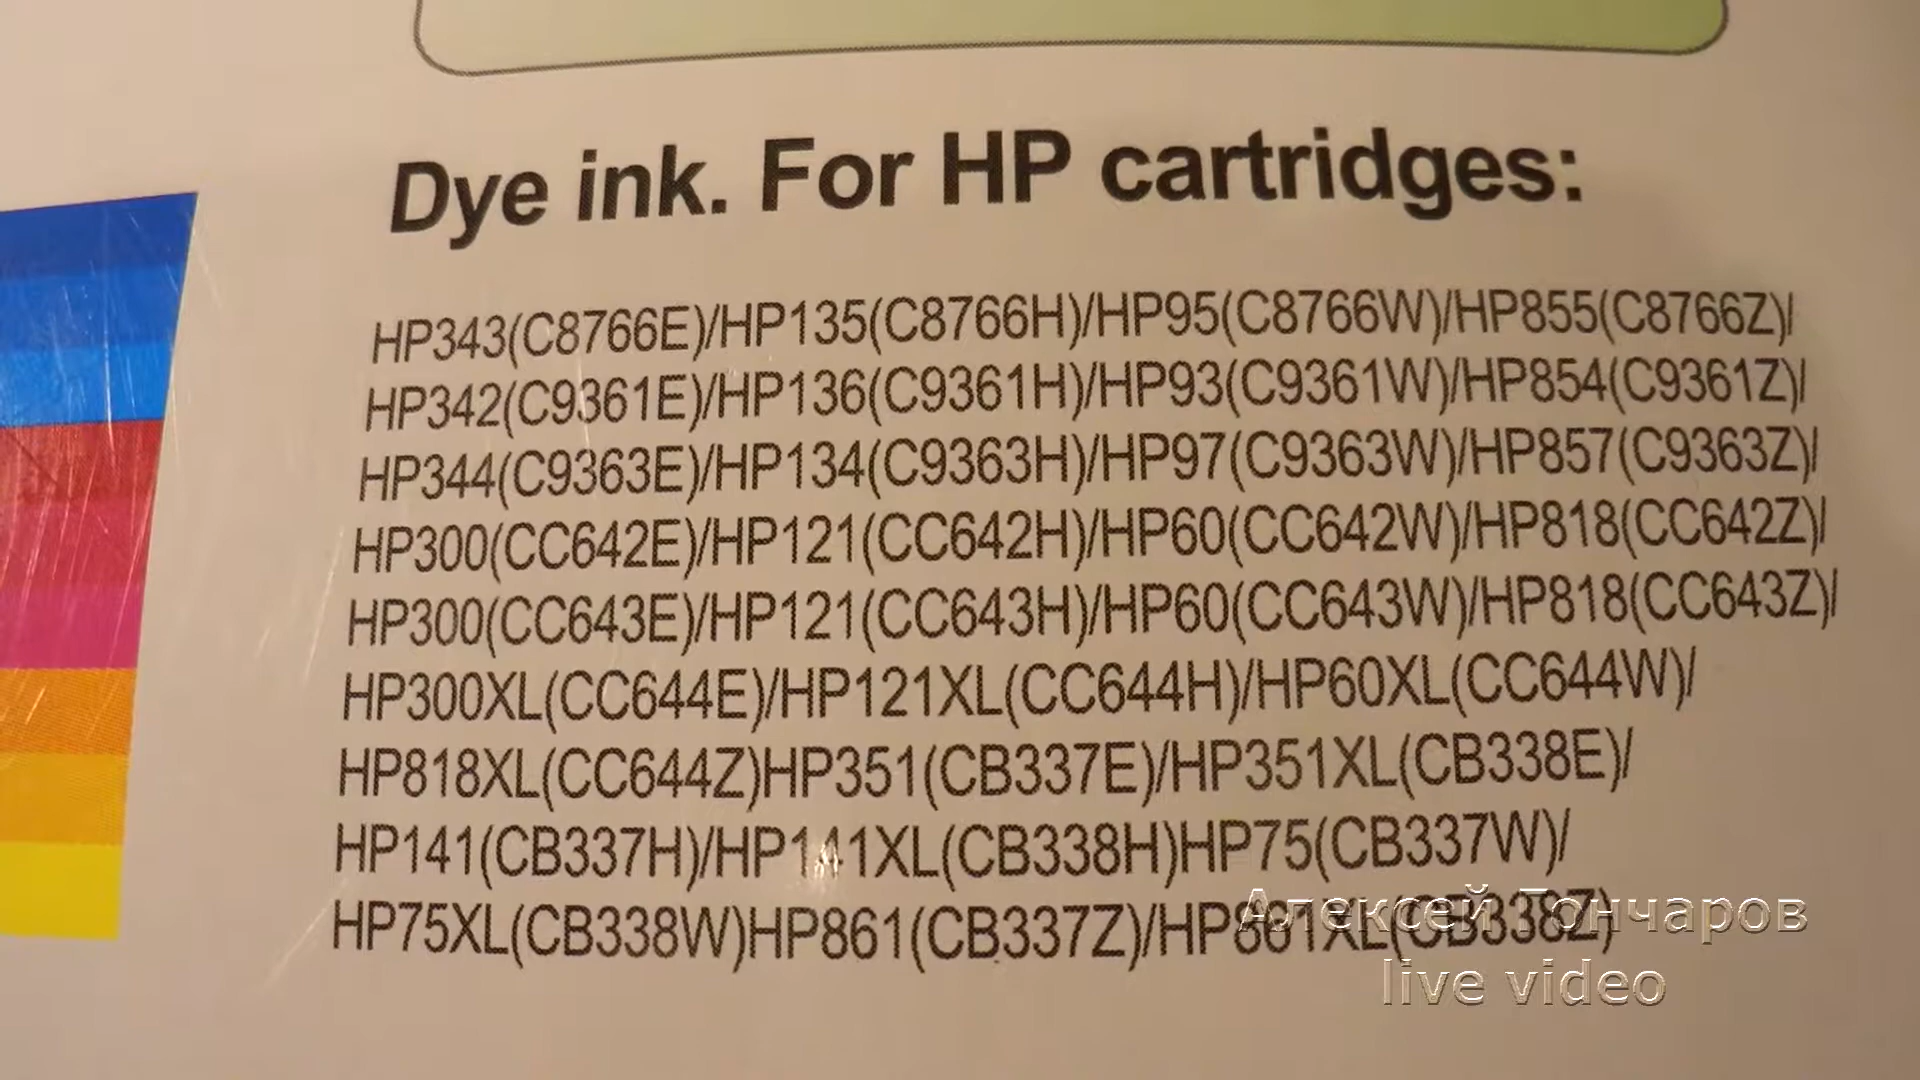 Dye ink. For HP cartridges:
HP343(C8766E)/HP135(C8766H)/HP95(C8766W)/HP855(C8766Z)/
HP342(C9361E)/HP136(C9361H)/HP93(C9361W)/HP854(C9361Z)/
HP344(C9363E)/HP134(C9363H)/HP97(C9363W)/HP857(C9363Z)/
HP300(CC642E)/HP121(CC642H)/HP60(CC642W)/HP818(CC642Z)/
HP300(CC643E)/HP121(CC643H)/HP60(CC643W)/HP818(CC643Z)/
HP300XL(CC644E)/HP121XL(CC644H)/HP60XL(CC644W)/
HP818XL(CC644Z)HP351(CB337E)/HP351XL(CB338E)/
HP141(CB337H)/HP141XL(CB338H)HP75(CB337W)/
HP75XL(CB338W)HP861(CB337Z)/HP861XL(CB338Z)
Алексей Гончаров
live video